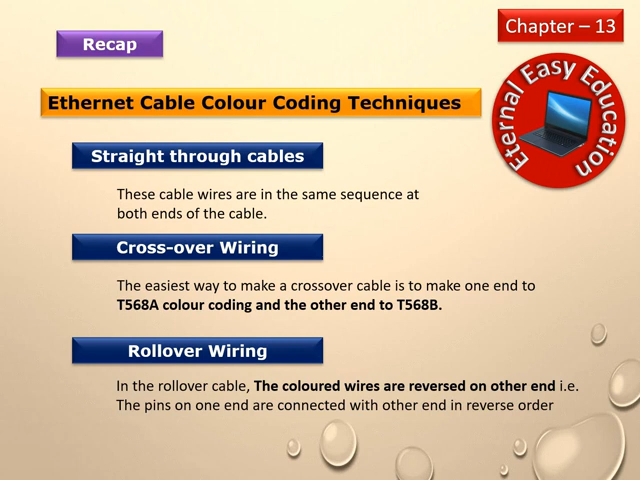 Recap
Chapter – 13
Eternal Easy Education
Ethernet Cable Colour Coding Techniques
Straight through cables
These cable wires are in the same sequence at
both ends of the cable.
Cross-over Wiring
The easiest way to make a crossover cable is to make one end to
T568A colour coding and the other end to T568B.
Rollover Wiring
In the rollover cable, The coloured wires are reversed on other end i.e.
The pins on one end are connected with other end in reverse order